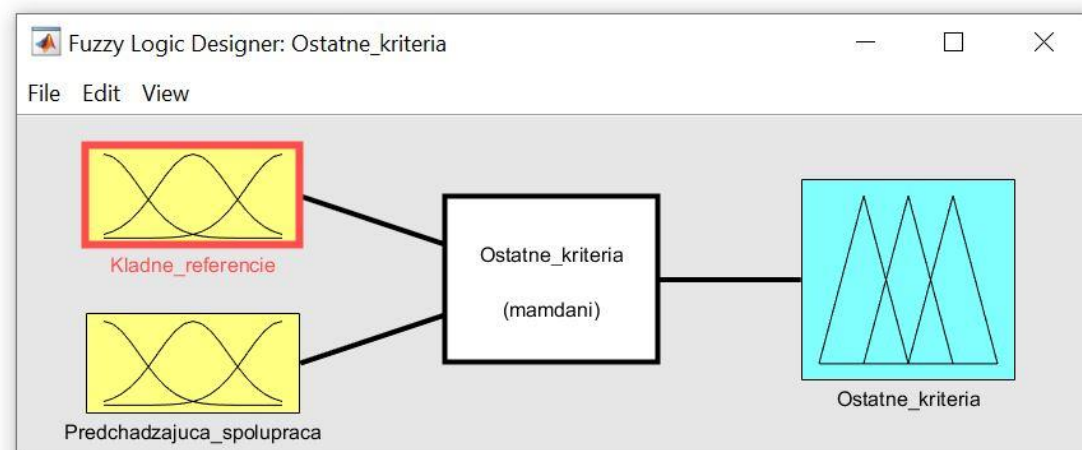 Fuzzy Logic Designer: Ostatne_kriteria
File Edit View
Kladne_referencie
Predchadzajuca_spolupraca
Ostatne_kriteria
(mamdani)
Ostatne_kriteria